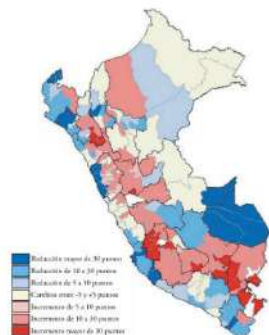 Reducción mayor de 30 puntos
Reducción de 10 a 30 puntos
Reducción de 5 a 10 puntos
Cambios entre -5 y +5 puntos
Incremento de 5 a 10 puntos
Incremento de 10 a 30 puntos
Incremento mayor de 30 puntos